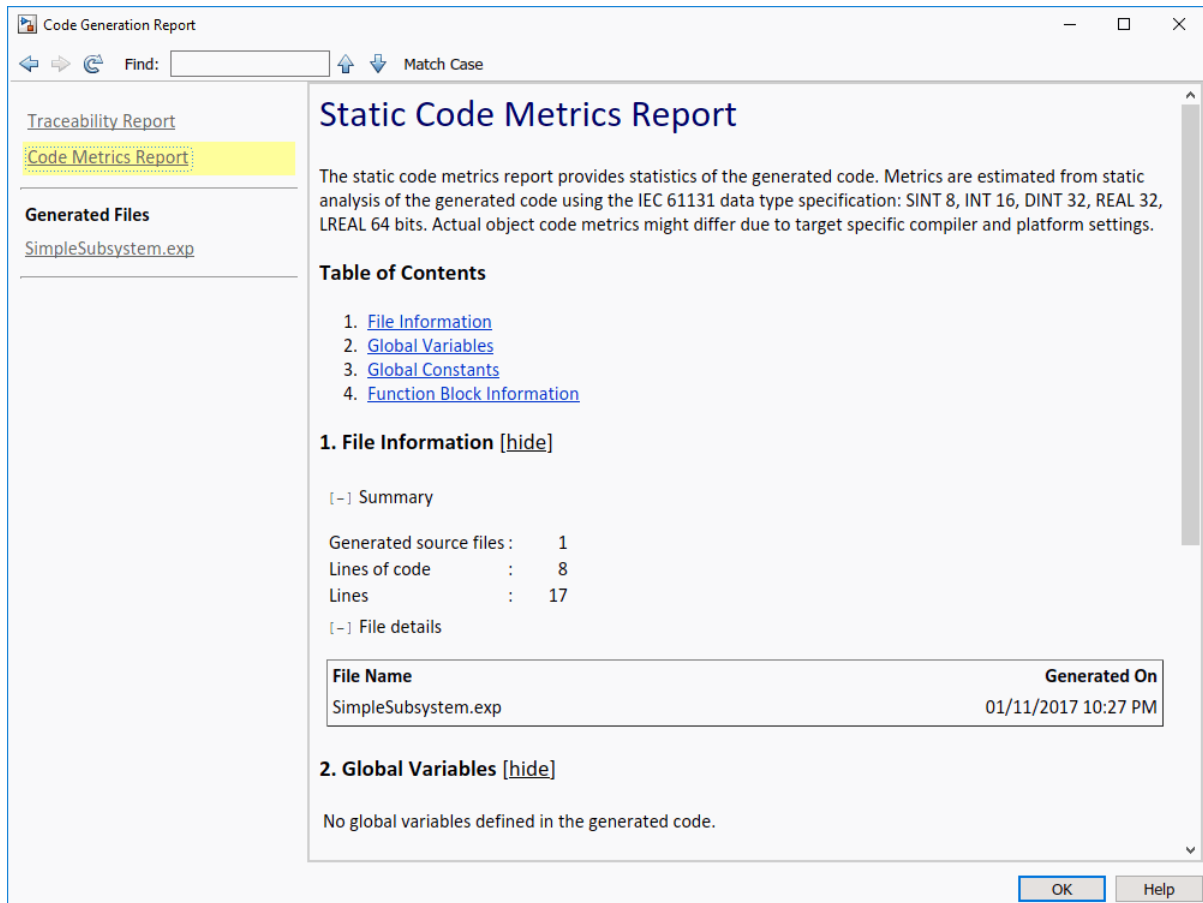 Code Generation Report
Find:
Match Case
Traceability Report
Code Metrics Report
Generated Files
SimpleSubsystem.exp
Static Code Metrics Report
The static code metrics report provides statistics of the generated code. Metrics are estimated from static
analysis of the generated code using the IEC 61131 data type specification: SINT 8, INT 16, DINT 32, REAL 32,
LREAL 64 bits. Actual object code metrics might differ due to target specific compiler and platform settings.
Table of Contents
1. File Information
2. Global Variables
3. Global Constants
4. Function Block Information
1. File Information [hide]
[-] Summary
Generated source files : 1
Lines of code : 8
Lines : 17
[-] File details
File Name Generated On
SimpleSubsystem.exp 01/11/2017 10:27 PM
2. Global Variables [hide]
No global variables defined in the generated code.
OK Help